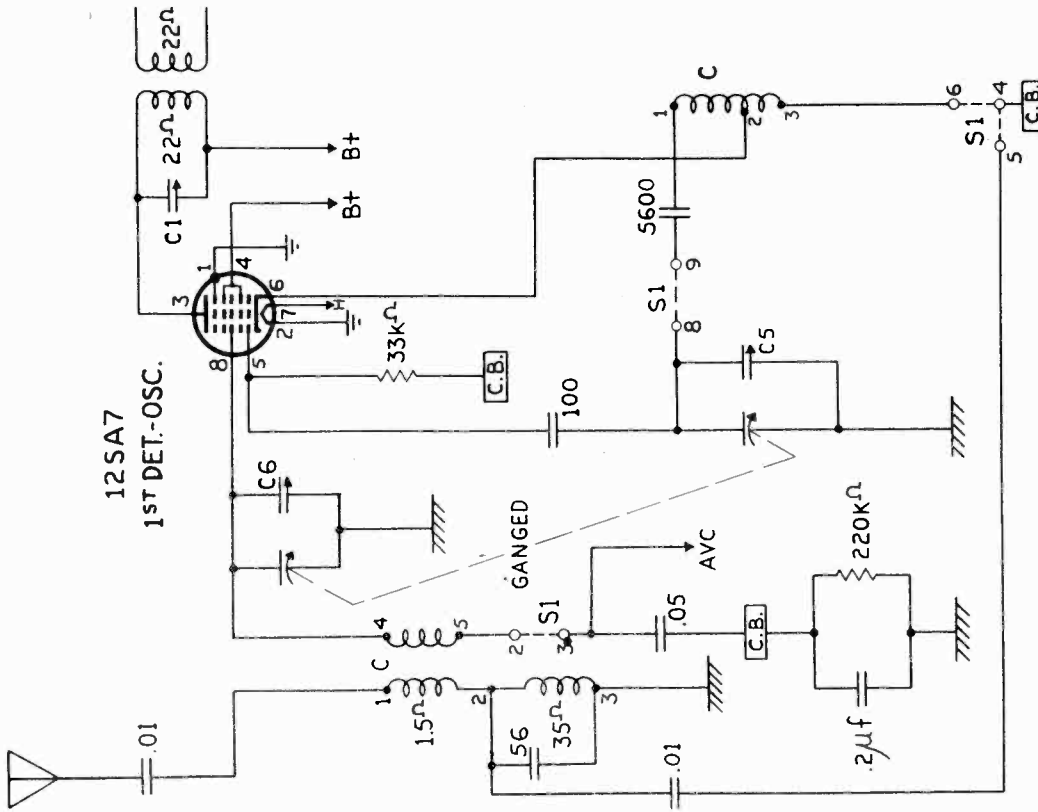 22Ω
22Ω
C1
B+
B+
3
1
4
6
7
2
H
8
5
12SA7
1ST DET.-OSC.
33KΩ
C.B.
C
1
2
3
5600
9
S1
8
6
4
S1
5
C.B.
100
C5
C6
GANGED
AVC
220KΩ
.2μf
C.B.
.05
4
5
C
2
S1
3
1
1.5Ω
2
35Ω
3
56
.01
.01